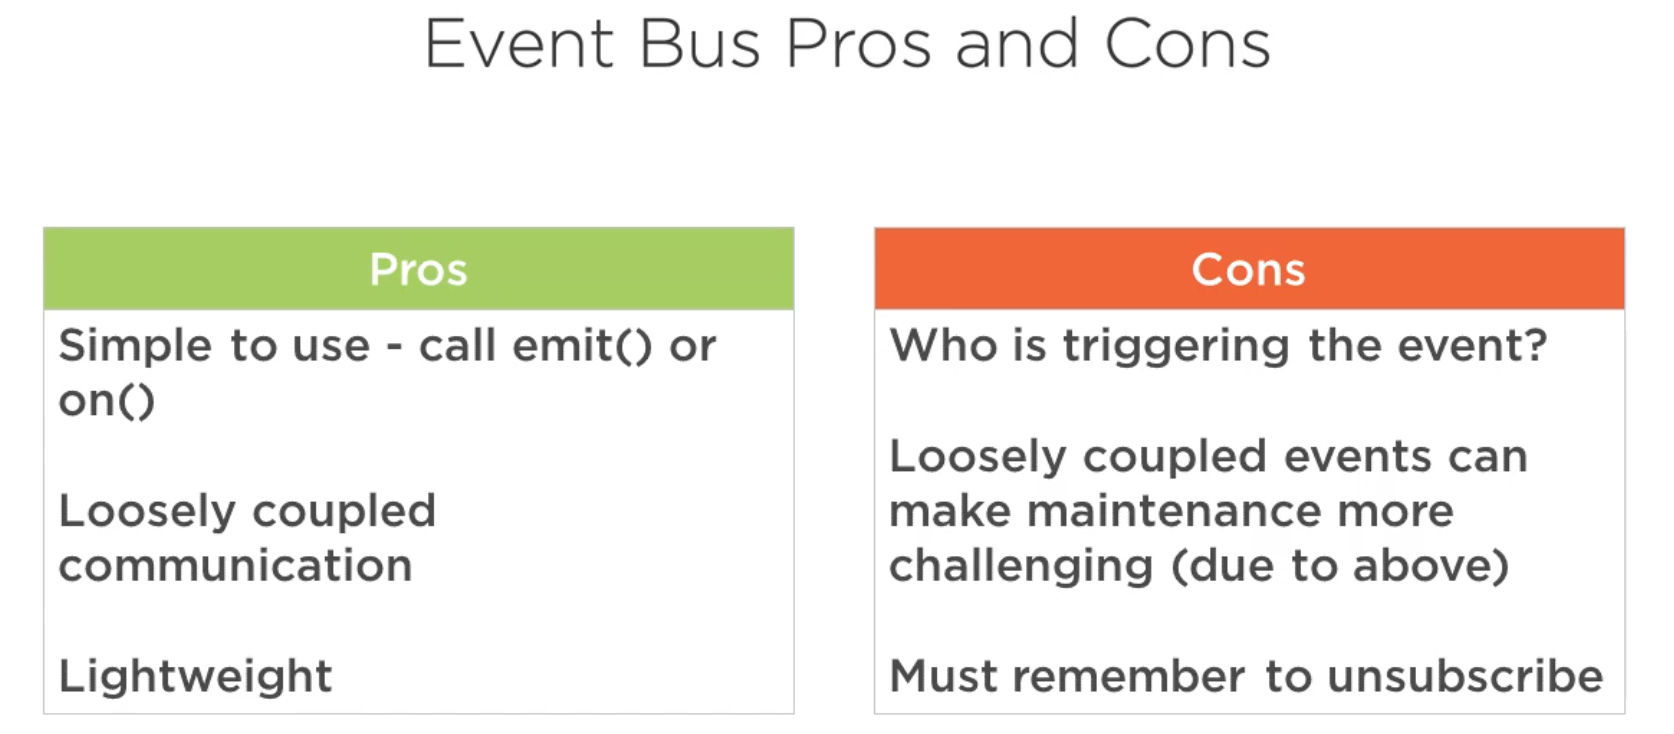 Event Bus Pros and Cons
Pros
Simple to use - call emit() or
on()
Loosely coupled
communication
Lightweight
Cons
Who is triggering the event?
Loosely coupled events can
make maintenance more
challenging (due to above)
Must remember to unsubscribe